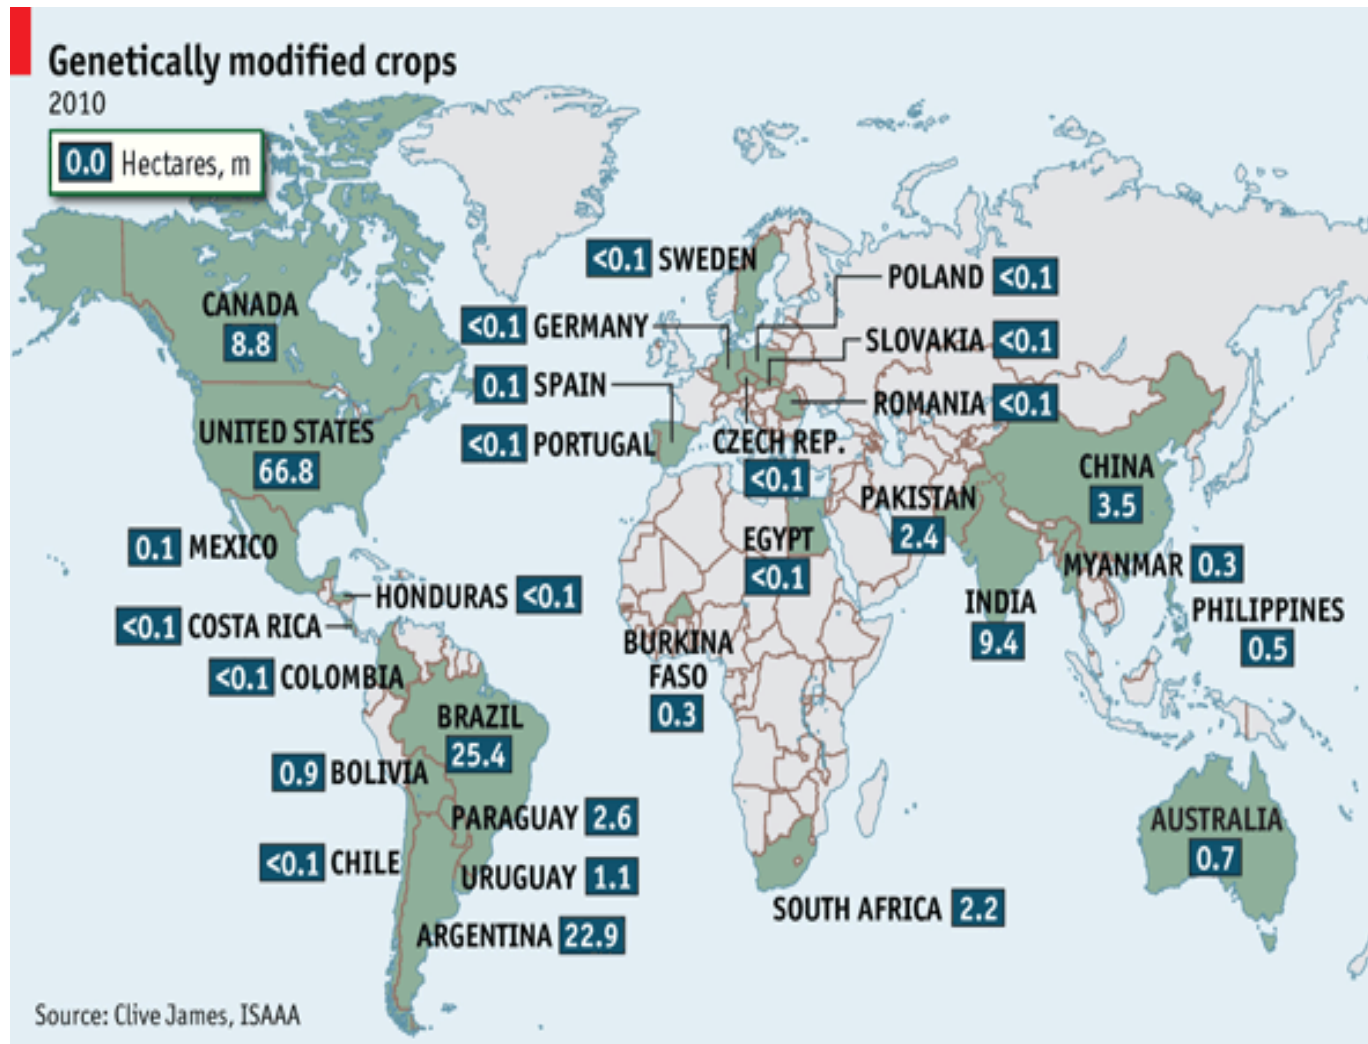 Genetically modified crops
2010
0.0 Hectares, m
<0.1 SWEDEN
POLAND <0.1
CANADA
8.8
<0.1 GERMANY
SLOVAKIA <0.1
0.1 SPAIN
ROMANIA <0.1
UNITED STATES
66.8
<0.1 PORTUGAL
CZECH REP.
<0.1
CHINA
3.5
PAKISTAN
2.4
0.1 MEXICO
EGYPT
<0.1
MYANMAR 0.3
HONDURAS <0.1
INDIA
9.4
PHILIPPINES
0.5
<0.1 COSTA RICA
BURKINA
FASO
0.3
<0.1 COLOMBIA
BRAZIL
25.4
0.9 BOLIVIA
PARAGUAY 2.6
AUSTRALIA
0.7
<0.1 CHILE
URUGUAY 1.1
SOUTH AFRICA 2.2
ARGENTINA 22.9
Source: Clive James, ISAAA